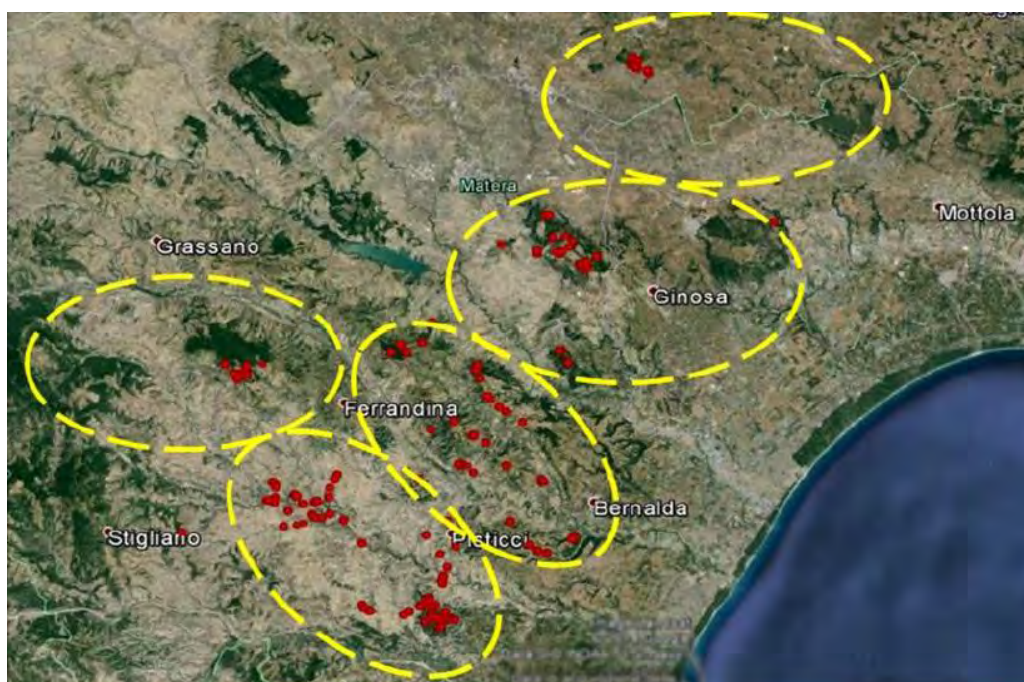 Matera
Mottola
Grassano
Ginosa
Ferrandina
Bernalda
Stigliano
Pisticci